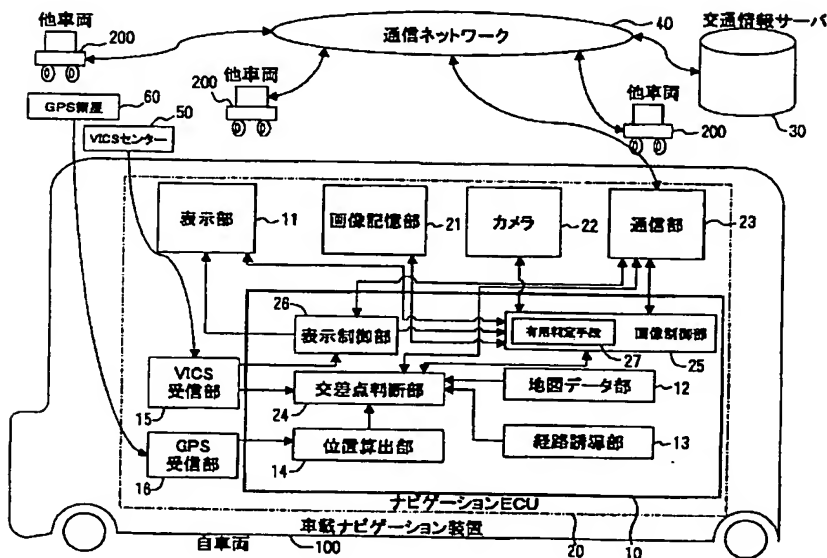 他車両
200
40
通信ネットワーク
交通情報サーバ
30
他車両
200
他車両
200
60
GPS衛星
50
VICSセンター
表示部
11
画像記憶部
21
カメラ
22
通信部
23
26
表示制御部
有用判定手段
画像制御部
27
25
VICS
受信部
15
交差点判断部
24
地図データ部
12
GPS
受信部
16
位置算出部
14
経路誘導部
13
ナビゲーションECU
車載ナビゲーション装置
自車両
100
20
10